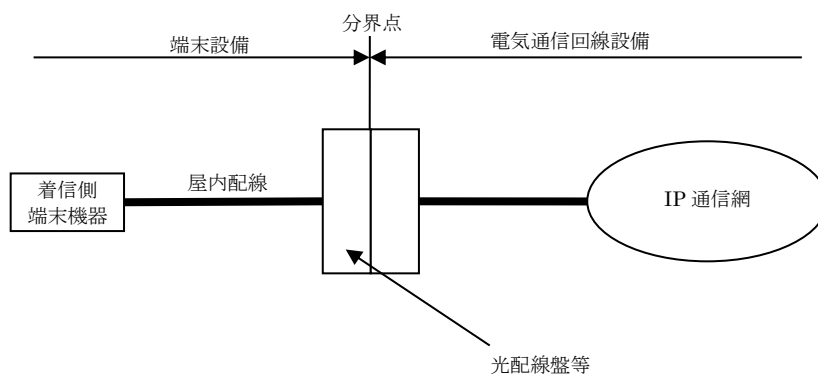 分界点
端末設備
電気通信回線設備
着信側
端末機器
屋内配線
IP 通信網
光配線盤等